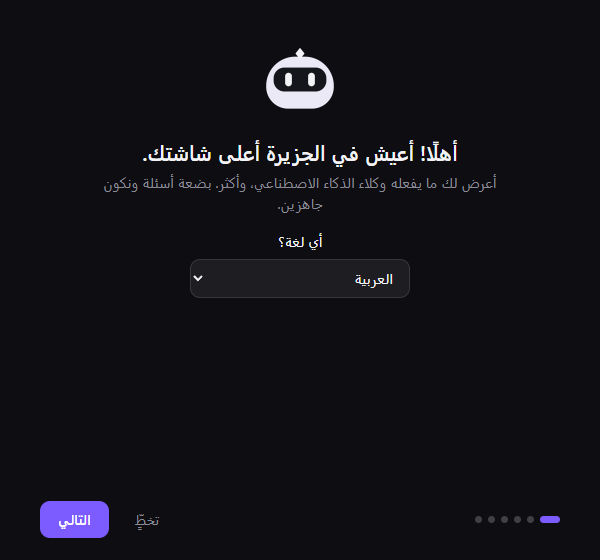 أهلًا! أعيش في الجزيرة أعلى شاشتك.
أعرض لك ما يفعله وكلاء الذكاء الاصطناعي، وأكثر. بضعة أسئلة ونكون
جاهزين.
أي لغة؟
العربية
تخطٍّ
التالي